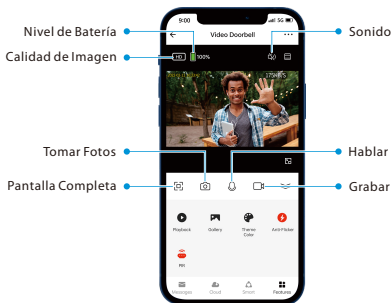 9:00
5G
Nivel de Batería
Video Doorbell
Sonido
Calidad de Imagen
HD
100%
175KB/S
Tomar Fotos
Hablar
Pantalla Completa
Grabar
Playback
Gallery
Theme Color
Anti-Flicker
PIR
Messages
Cloud
Smart
Features